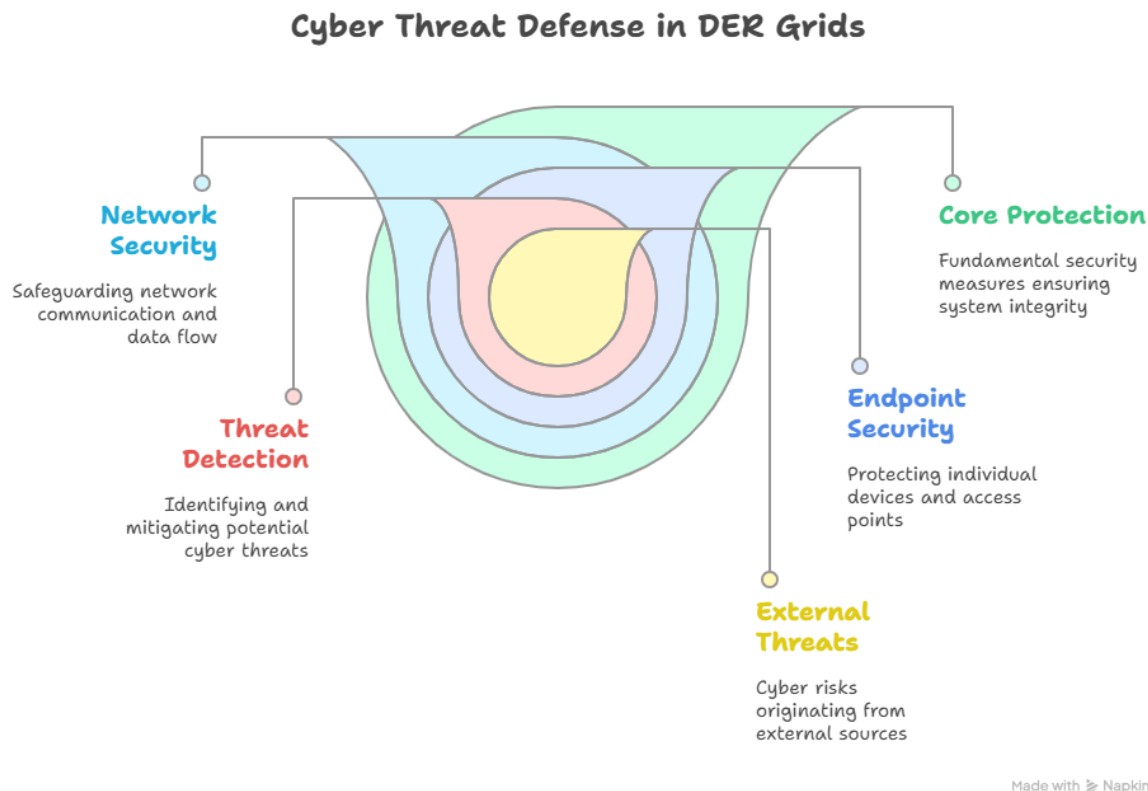 Cyber Threat Defense in DER Grids
Network
Security
Safeguarding network
communication and
data flow
Core Protection
Fundamental security
measures ensuring
system integrity
Threat
Detection
Identifying and
mitigating potential
cyber threats
Endpoint
Security
Protecting individual
devices and access
points
External
Threats
Cyber risks
originating from
external sources
Made with Napkin